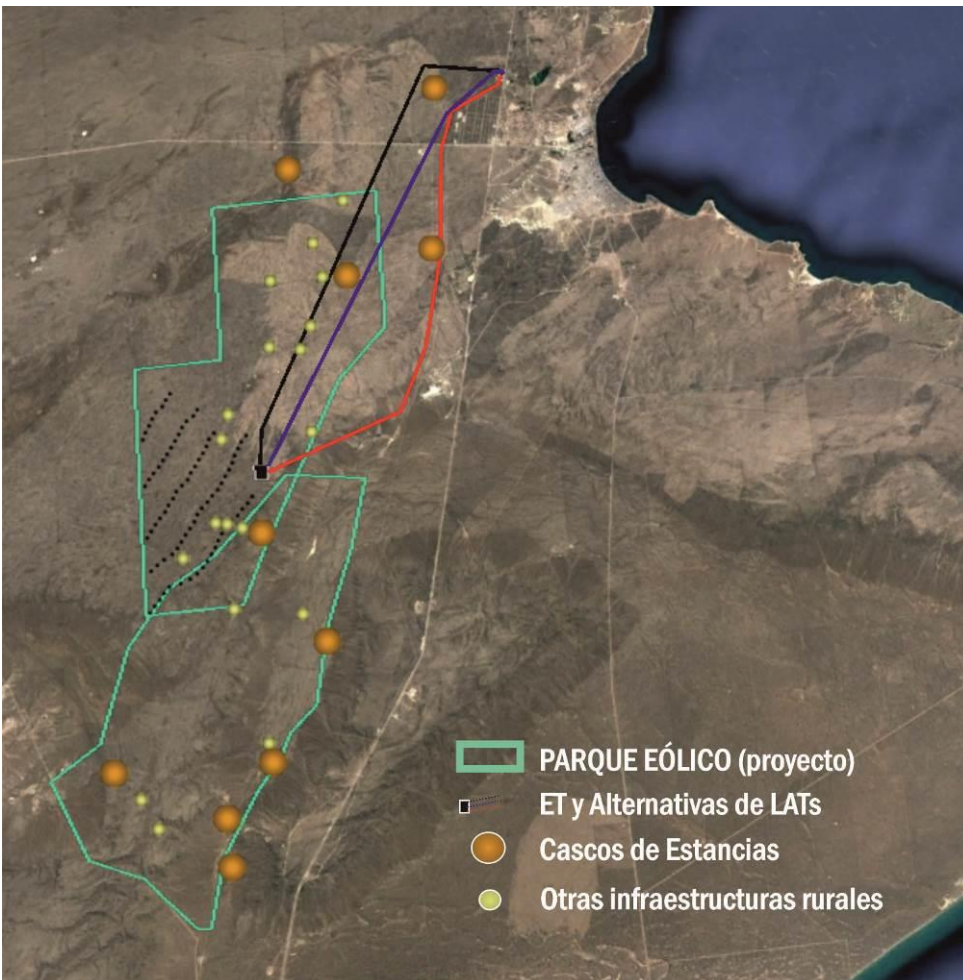 PARQUE EÓLICO (proyecto)
ET y Alternativas de LATs
Cascos de Estancias
Otras infraestructuras rurales